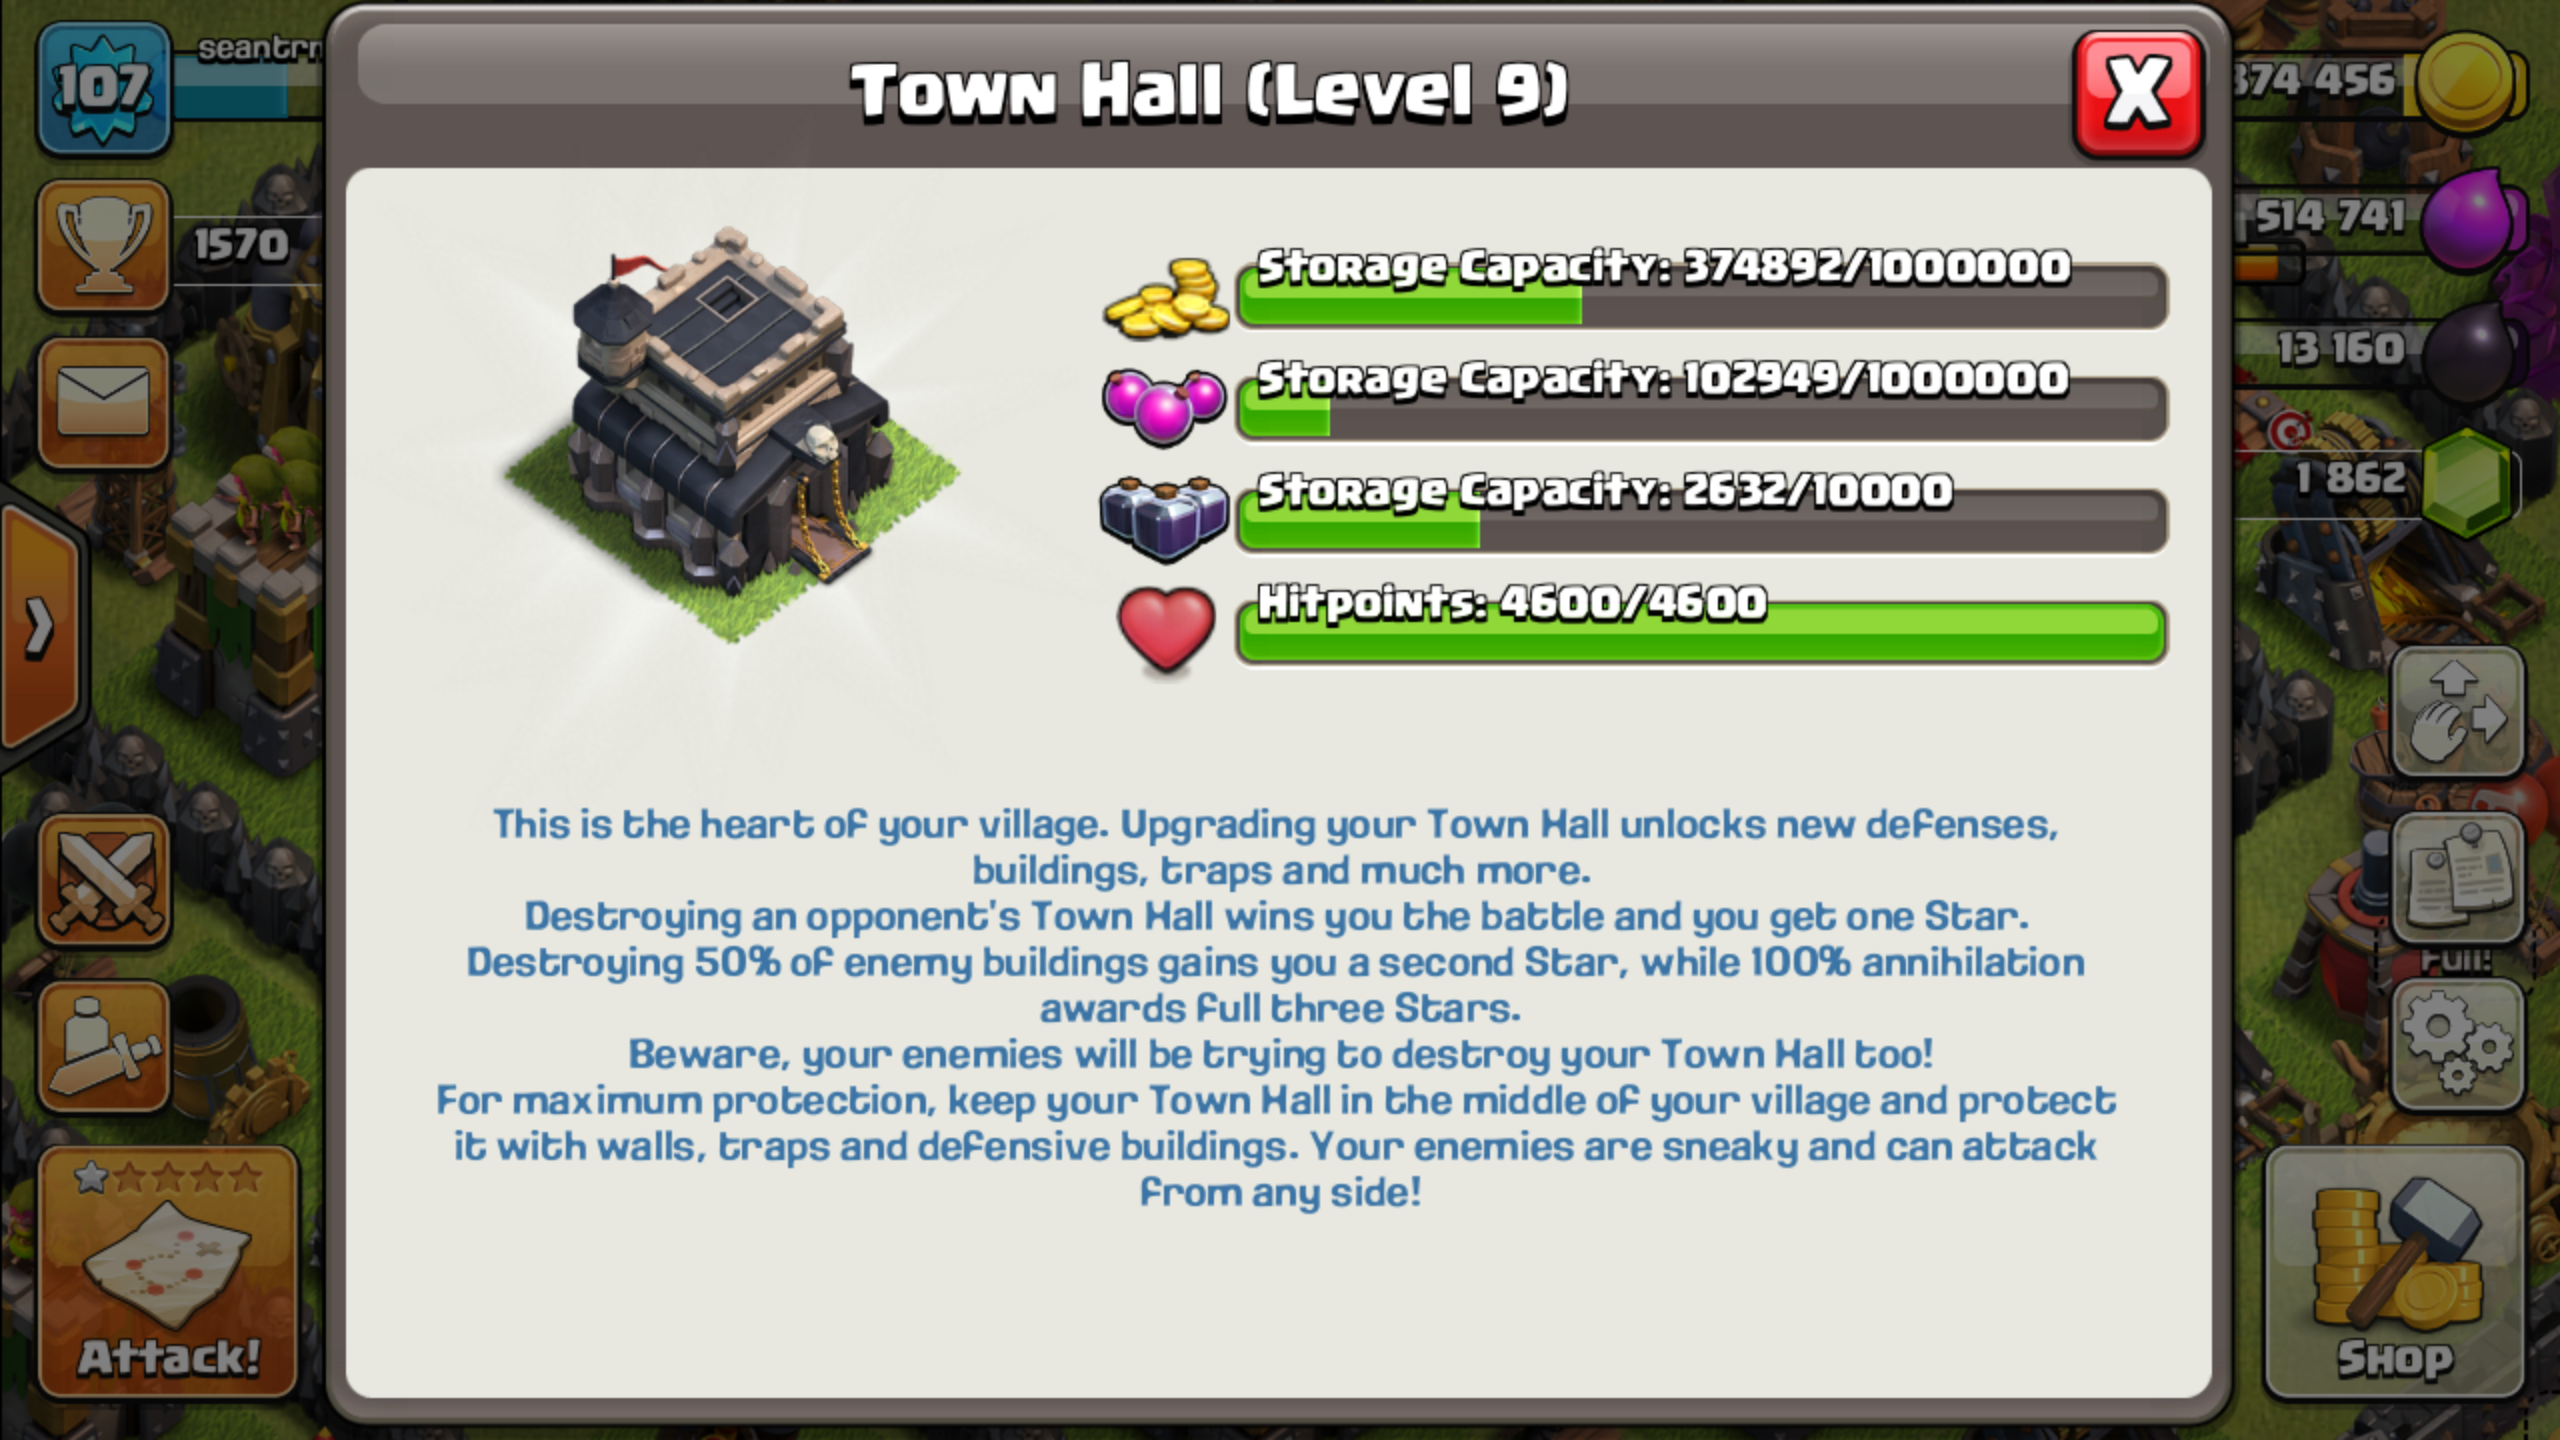 107
Town Hall (Level 9)
1570
Storage Capacity: 374892/1000000
Storage Capacity: 102949/1000000
Storage Capacity: 2632/10000
Hitpoints: 4600/4600
374 456
514 741
13 160
1 862
This is the heart of your village. Upgrading your Town Hall unlocks new defenses,
buildings, traps and much more.
Destroying an opponent's Town Hall wins you the battle and you get one Star.
Destroying 50% of enemy buildings gains you a second Star, while 100% annihilation
awards full three Stars.
Beware, your enemies will be trying to destroy your Town Hall too!
For maximum protection, keep your Town Hall in the middle of your village and protect
it with walls, traps and defensive buildings. Your enemies are sneaky and can attack
from any side!
Full!
Attack!
Shop